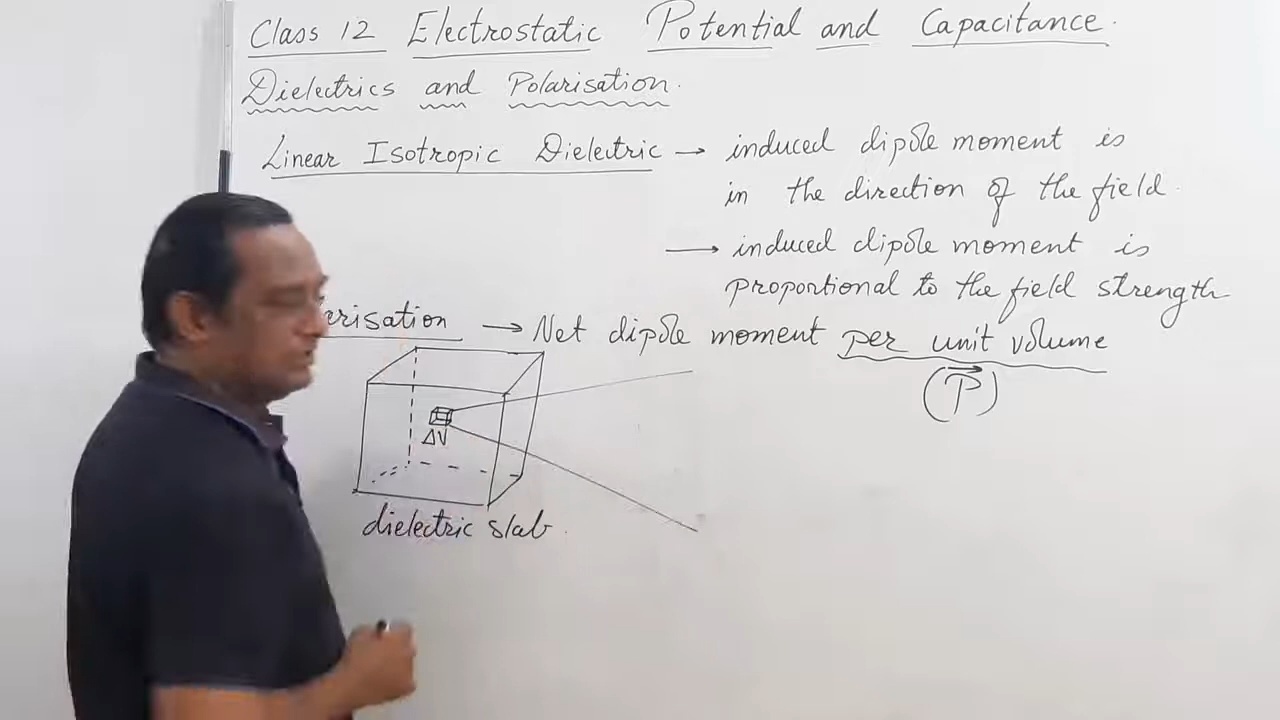 Class 12 Electrostatic Potential and Capacitance.
Dielectrics and Polarisation.
Linear Isotropic Dielectric → induced dipole moment is
in the direction of the field.
→ induced dipole moment is
proportional to the field strength
arisation → Net dipole moment per unit volume
(P⃗)
ΔV
dielectric slab.